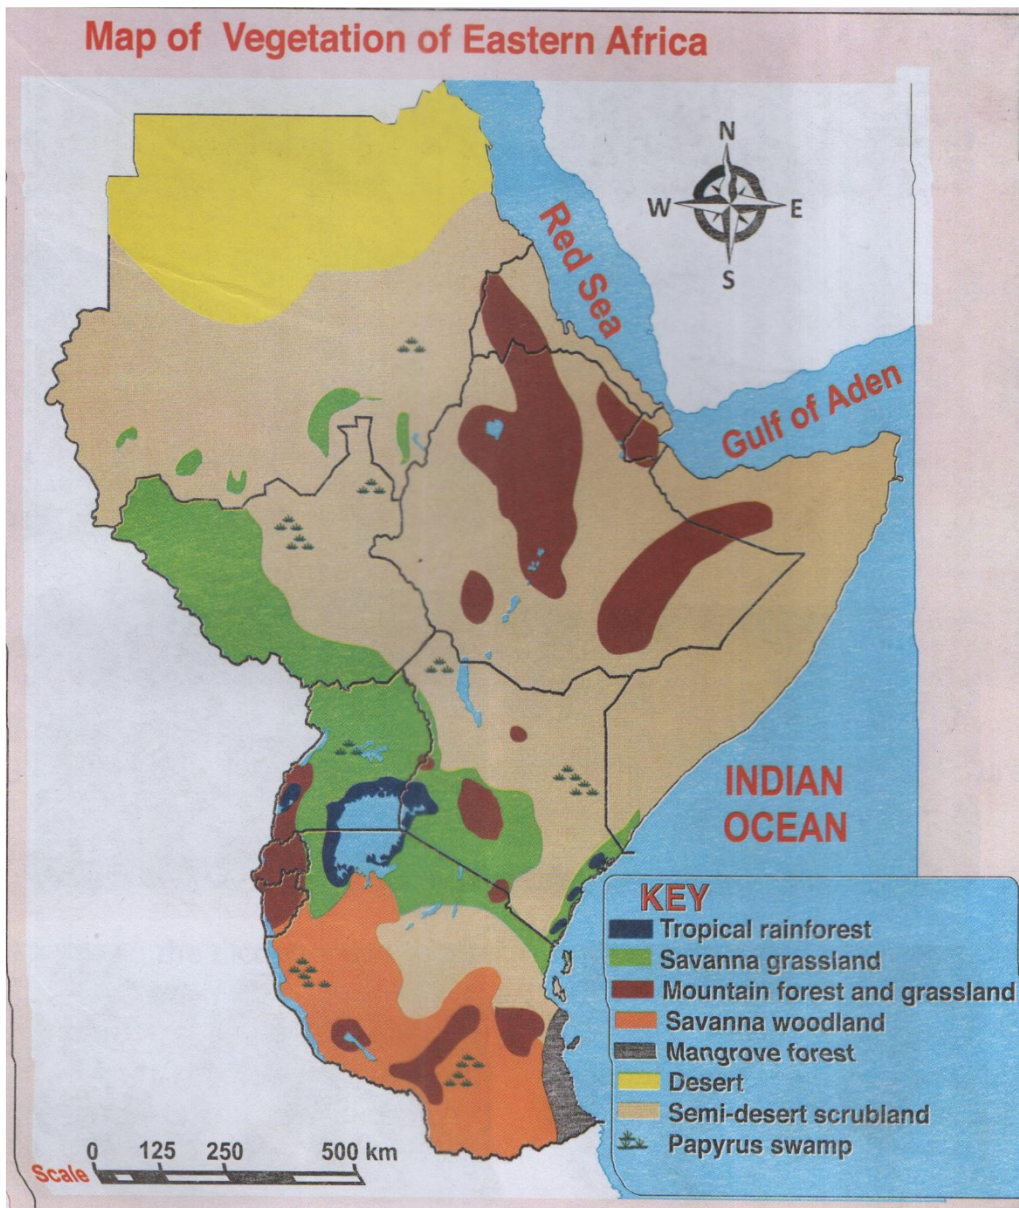 Map of Vegetation of Eastern Africa
N
W
E
S
Red Sea
Gulf of Aden
INDIAN
OCEAN
KEY
Tropical rainforest
Savanna grassland
Mountain forest and grassland
Savanna woodland
Mangrove forest
Desert
Semi-desert scrubland
Papyrus swamp
0 125 250 500 km
Scale